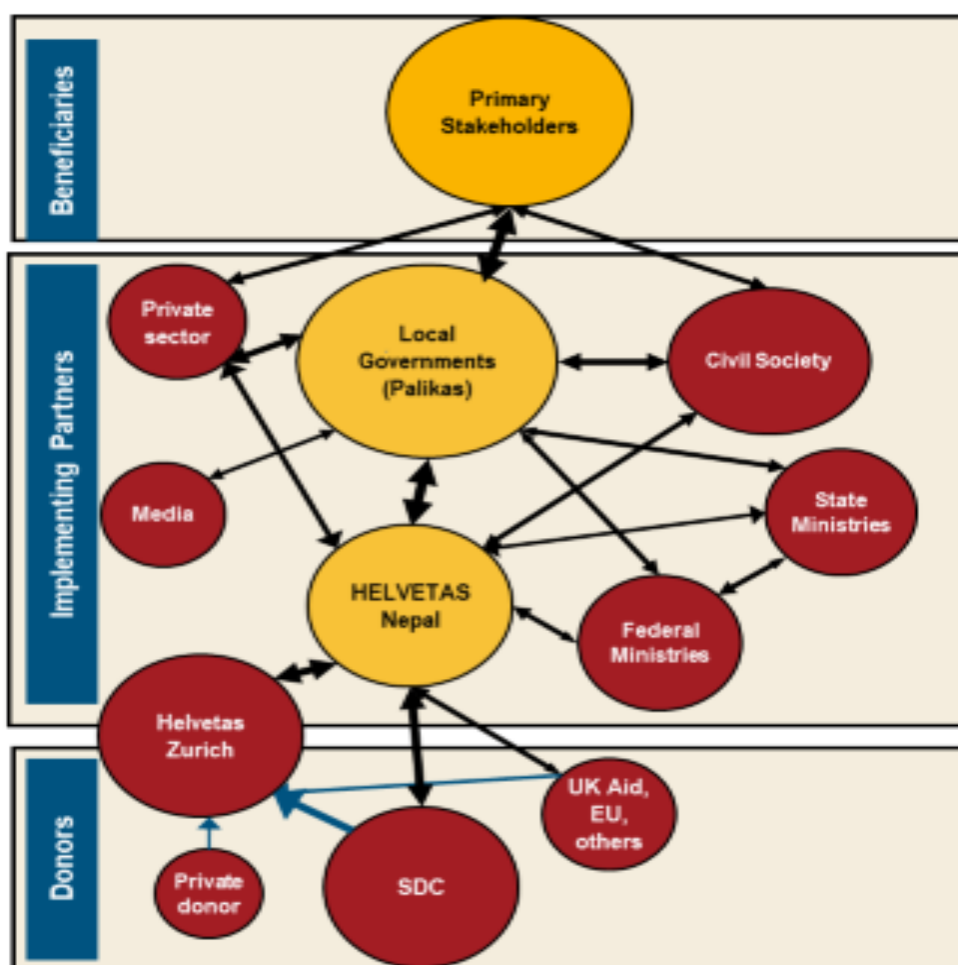 Beneficiaries
Primary
Stakeholders
Implementing Partners
Private
sector
Local
Governments
(Palikas)
Civil Society
Media
State
Ministries
HELVETAS
Nepal
Federal
Ministries
Helvetas
Zurich
Donors
UK Aid,
EU,
others
Private
donor
SDC